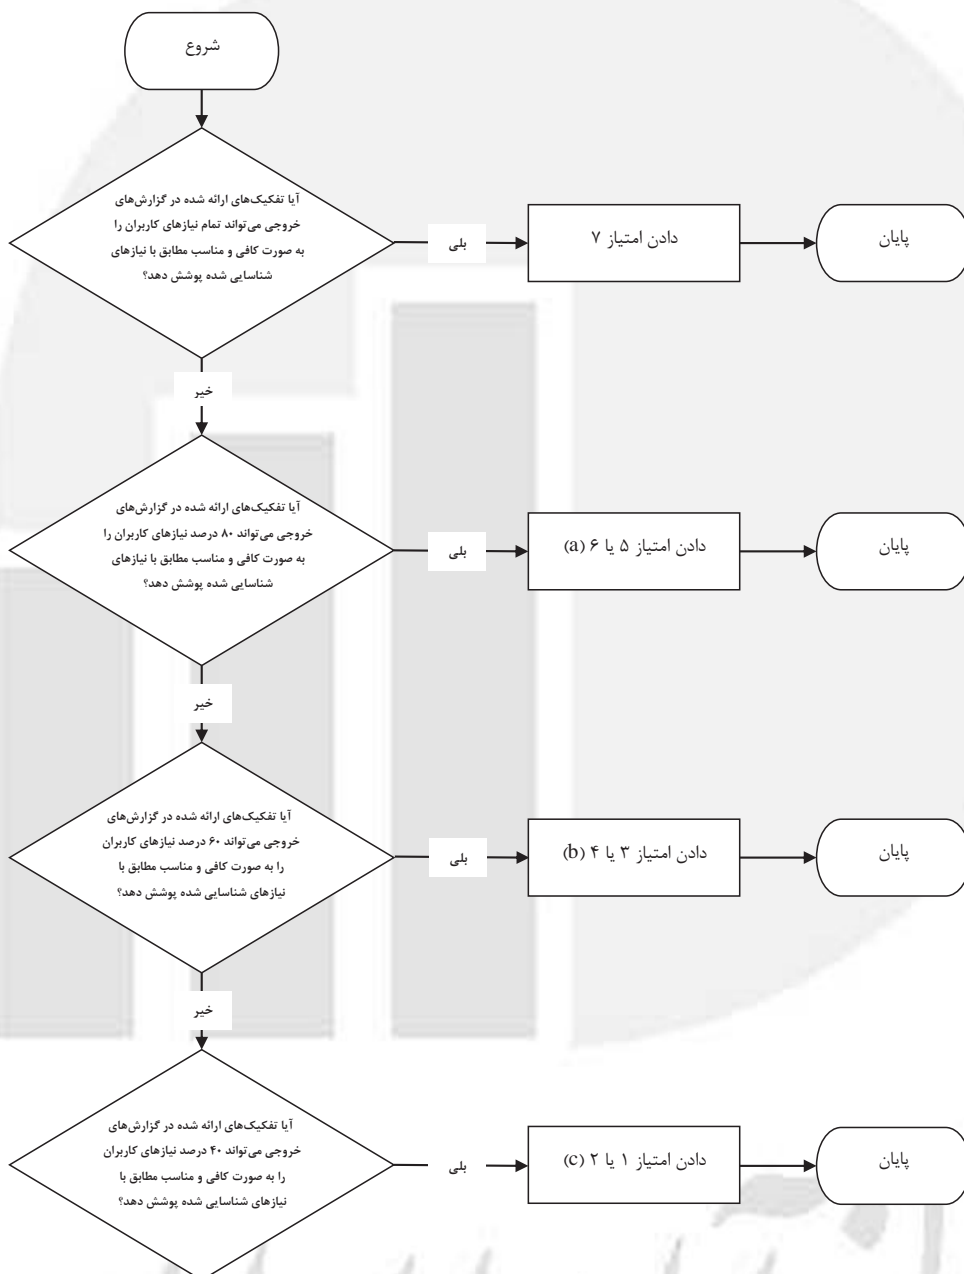 شروع
آیا تفکیک‌های ارائه شده در گزارش‌های
خروجی می‌تواند تمام نیازهای کاربران را
به صورت کافی و مناسب مطابق با نیازهای
شناسایی شده پوشش دهد؟
بلی
دادن امتیاز ۷
پایان
خیر
آیا تفکیک‌های ارائه شده در گزارش‌های
خروجی می‌تواند ۸۰ درصد نیازهای کاربران را
به صورت کافی و مناسب مطابق با نیازهای
شناسایی شده پوشش دهد؟
بلی
دادن امتیاز ۵ یا ۶ (a)
پایان
خیر
آیا تفکیک‌های ارائه شده در گزارش‌های
خروجی می‌تواند ۶۰ درصد نیازهای کاربران
را به صورت کافی و مناسب مطابق با
نیازهای شناسایی شده پوشش دهد؟
بلی
دادن امتیاز ۳ یا ۴ (b)
پایان
خیر
آیا تفکیک‌های ارائه شده در گزارش‌های
خروجی می‌تواند ۴۰ درصد نیازهای کاربران
را به صورت کافی و مناسب مطابق با
نیازهای شناسایی شده پوشش دهد؟
بلی
دادن امتیاز ۱ یا ۲ (c)
پایان